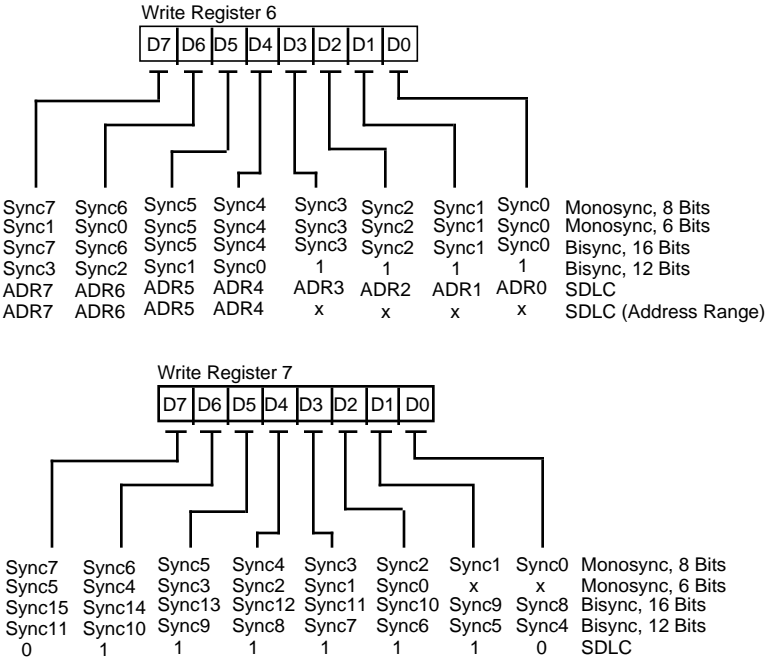 Write Register 6
D7 D6 D5 D4 D3 D2 D1 D0
Sync7 Sync6 Sync5 Sync4 Sync3 Sync2 Sync1 Sync0 Monosync, 8 Bits
Sync1 Sync0 Sync5 Sync4 Sync3 Sync2 Sync1 Sync0 Monosync, 6 Bits
Sync7 Sync6 Sync5 Sync4 Sync3 Sync2 Sync1 Sync0 Bisync, 16 Bits
Sync3 Sync2 Sync1 Sync0 1 1 1 1 Bisync, 12 Bits
ADR7 ADR6 ADR5 ADR4 ADR3 ADR2 ADR1 ADR0 SDLC
ADR7 ADR6 ADR5 ADR4 x x x x SDLC (Address Range)
Write Register 7
D7 D6 D5 D4 D3 D2 D1 D0
Sync7 Sync6 Sync5 Sync4 Sync3 Sync2 Sync1 Sync0 Monosync, 8 Bits
Sync5 Sync4 Sync3 Sync2 Sync1 Sync0 x x Monosync, 6 Bits
Sync15 Sync14 Sync13 Sync12 Sync11 Sync10 Sync9 Sync8 Bisync, 16 Bits
Sync11 Sync10 Sync9 Sync8 Sync7 Sync6 Sync5 Sync4 Bisync, 12 Bits
0 1 1 1 1 1 1 0 SDLC